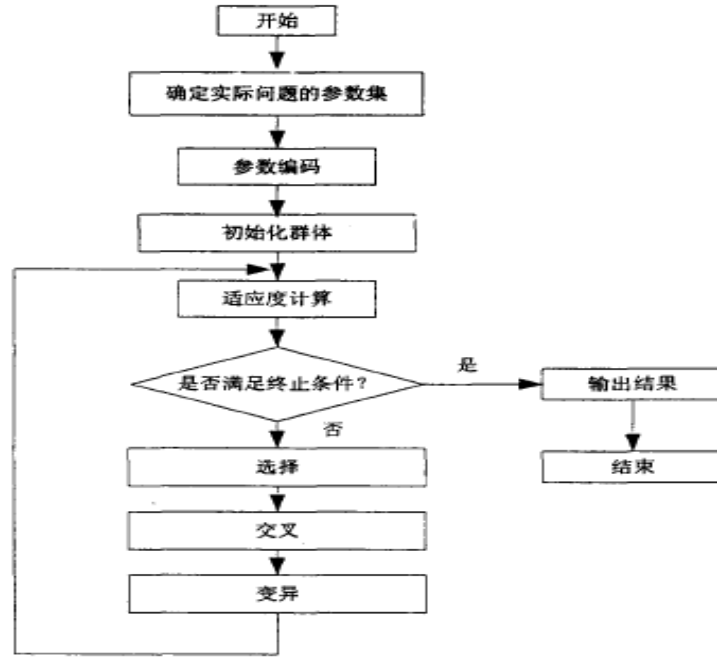 开始
确定实际问题的参数集
参数编码
初始化群体
适应度计算
是否满足终止条件？
是
输出结果
否
结束
选择
交叉
变异